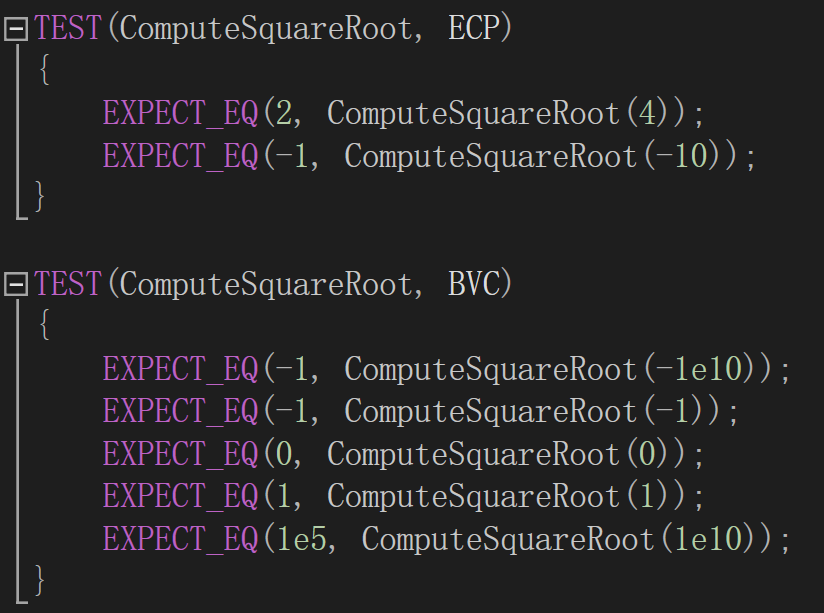 TEST(ComputeSquareRoot, ECP)
{
    EXPECT_EQ(2, ComputeSquareRoot(4));
    EXPECT_EQ(-1, ComputeSquareRoot(-10));
}

TEST(ComputeSquareRoot, BVC)
{
    EXPECT_EQ(-1, ComputeSquareRoot(-1e10));
    EXPECT_EQ(-1, ComputeSquareRoot(-1));
    EXPECT_EQ(0, ComputeSquareRoot(0));
    EXPECT_EQ(1, ComputeSquareRoot(1));
    EXPECT_EQ(1e5, ComputeSquareRoot(1e10));
}